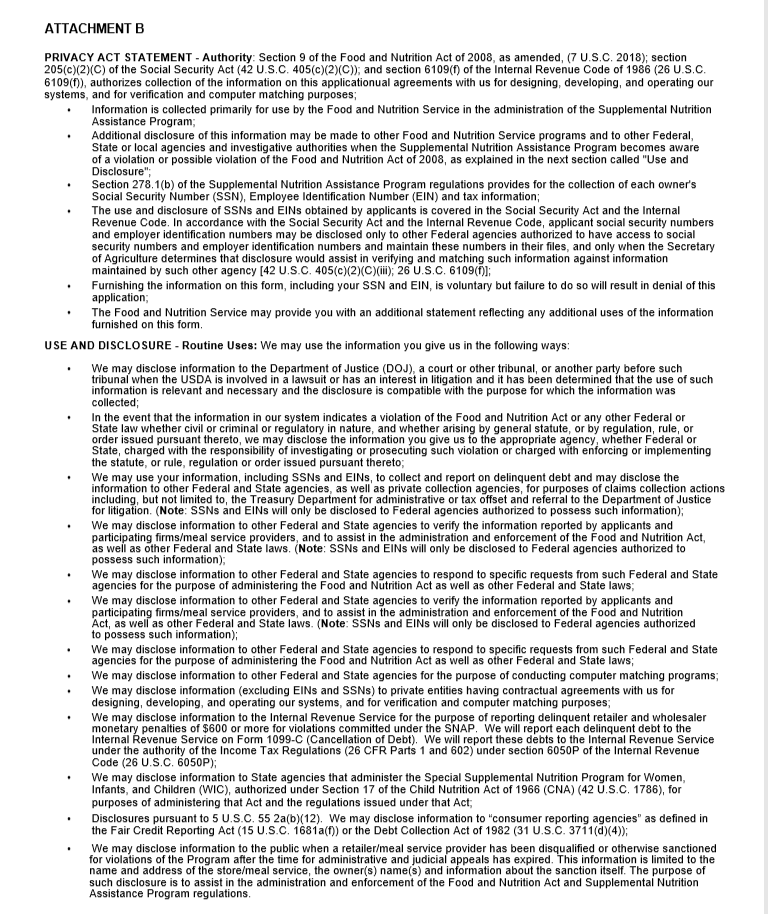 ATTACHMENT B
PRIVACY ACT STATEMENT - Authority: Section 9 of the Food and Nutrition Act of 2008, as amended, (7 U.S.C. 2018); section
205(c)(2)(C) of the Social Security Act (42 U.S.C. 405(c)(2)(C)); and section 6109(f) of the Internal Revenue Code of 1986 (26 U.S.C.
6109(f)), authorizes collection of the information on this applicationual agreements with us for designing, developing, and operating our
systems, and for verification and computer matching purposes;
• Information is collected primarily for use by the Food and Nutrition Service in the administration of the Supplemental Nutrition
Assistance Program;
• Additional disclosure of this information may be made to other Food and Nutrition Service programs and to other Federal,
State or local agencies and investigative authorities when the Supplemental Nutrition Assistance Program becomes aware
of a violation or possible violation of the Food and Nutrition Act of 2008, as explained in the next section called "Use and
Disclosure";
• Section 278.1(b) of the Supplemental Nutrition Assistance Program regulations provides for the collection of each owner's
Social Security Number (SSN), Employee Identification Number (EIN) and tax information;
• The use and disclosure of SSNs and EINs obtained by applicants is covered in the Social Security Act and the Internal
Revenue Code. In accordance with the Social Security Act and the Internal Revenue Code, applicant social security numbers
and employer identification numbers may be disclosed only to other Federal agencies authorized to have access to social
security numbers and employer identification numbers and maintain these numbers in their files, and only when the Secretary
of Agriculture determines that disclosure would assist in verifying and matching such information against information
maintained by such other agency [42 U.S.C. 405(c)(2)(C)(iii); 26 U.S.C. 6109(f)];
• Furnishing the information on this form, including your SSN and EIN, is voluntary but failure to do so will result in denial of this
application;
• The Food and Nutrition Service may provide you with an additional statement reflecting any additional uses of the information
furnished on this form.
USE AND DISCLOSURE - Routine Uses: We may use the information you give us in the following ways:
• We may disclose information to the Department of Justice (DOJ), a court or other tribunal, or another party before such
tribunal when the USDA is involved in a lawsuit or has an interest in litigation and it has been determined that the use of such
information is relevant and necessary and the disclosure is compatible with the purpose for which the information was
collected;
• In the event that the information in our system indicates a violation of the Food and Nutrition Act or any other Federal or
State law whether civil or criminal or regulatory in nature, and whether arising by general statute, or by regulation, rule, or
order issued pursuant thereto, we may disclose the information you give us to the appropriate agency, whether Federal or
State, charged with the responsibility of investigating or prosecuting such violation or charged with enforcing or implementing
the statute, or rule, regulation or order issued pursuant thereto;
• We may use your information, including SSNs and EINs, to collect and report on delinquent debt and may disclose the
information to other Federal and State agencies, as well as private collection agencies, for purposes of claims collection actions
including, but not limited to, the Treasury Department for administrative or tax offset and referral to the Department of Justice
for litigation. (Note: SSNs and EINs will only be disclosed to Federal agencies authorized to possess such information);
• We may disclose information to other Federal and State agencies to verify the information reported by applicants and
participating firms/meal service providers, and to assist in the administration and enforcement of the Food and Nutrition Act,
as well as other Federal and State laws. (Note: SSNs and EINs will only be disclosed to Federal agencies authorized to
possess such information);
• We may disclose information to other Federal and State agencies to respond to specific requests from such Federal and State
agencies for the purpose of administering the Food and Nutrition Act as well as other Federal and State laws;
• We may disclose information to other Federal and State agencies to verify the information reported by applicants and
participating firms/meal service providers, and to assist in the administration and enforcement of the Food and Nutrition
Act, as well as other Federal and State laws. (Note: SSNs and EINs will only be disclosed to Federal agencies authorized
to possess such information);
• We may disclose information to other Federal and State agencies to respond to specific requests from such Federal and State
agencies for the purpose of administering the Food and Nutrition Act as well as other Federal and State laws;
• We may disclose information to other Federal agencies for the purpose of conducting computer matching programs;
• We may disclose information (excluding EINs and SSNs) to private entities having contractual agreements with us for
designing, developing, and operating our systems, and for verification and computer matching purposes;
• We may disclose information to the Internal Revenue Service for the purpose of reporting delinquent retailer and wholesaler
monetary penalties of $600 or more for violations committed under the SNAP. We will report each delinquent debt to the
Internal Revenue Service on Form 1099-C (Cancellation of Debt). We will report these debts to the Internal Revenue Service
under the authority of the Income Tax Regulations (26 CFR Parts 1 and 602) under section 6050P of the Internal Revenue
Code (26 U.S.C. 6050P);
• We may disclose information to State agencies that administer the Special Supplemental Nutrition Program for Women,
Infants, and Children (WIC), authorized under Section 17 of the Child Nutrition Act of 1966 (CNA) (42 U.S.C. 1786), for
purposes of administering that Act and the regulations issued under that Act;
• Disclosures pursuant to 5 U.S.C. 55 2a(b)(12). We may disclose information to “consumer reporting agencies” as defined in
the Fair Credit Reporting Act (15 U.S.C. 1681a(f)) or the Debt Collection Act of 1982 (31 U.S.C. 3711(d)(4));
• We may disclose information to the public when a retailer/meal service provider has been disqualified or otherwise sanctioned
for violations of the Program after the time for administrative and judicial appeals has expired. This information is limited to the
name and address of the store/meal service, the owner(s) name(s) and information about the sanction itself. The purpose of
such disclosure is to assist in the administration and enforcement of the Food and Nutrition Act and Supplemental Nutrition
Assistance Program regulations.